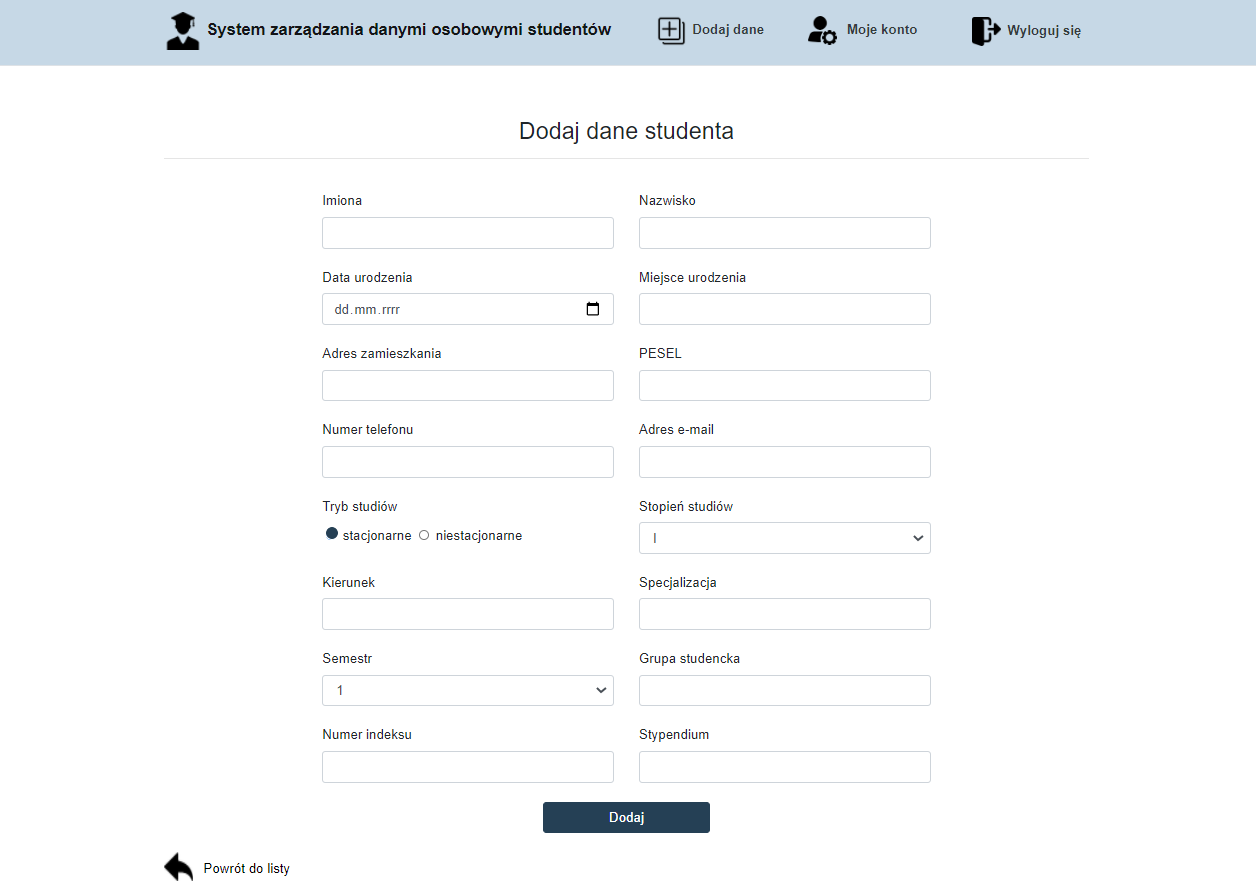 System zarządzania danymi osobowymi studentów Dodaj dane Moje konto Wyloguj się
Dodaj dane studenta
Imiona Nazwisko
Data urodzenia Miejsce urodzenia
dd.mm.rrrr
Adres zamieszkania PESEL
Numer telefonu Adres e-mail
Tryb studiów Stopień studiów
stacjonarne niestacjonarne I
Kierunek Specjalizacja
Semestr Grupa studencka
1
Numer indeksu Stypendium
Dodaj
Powrót do listy